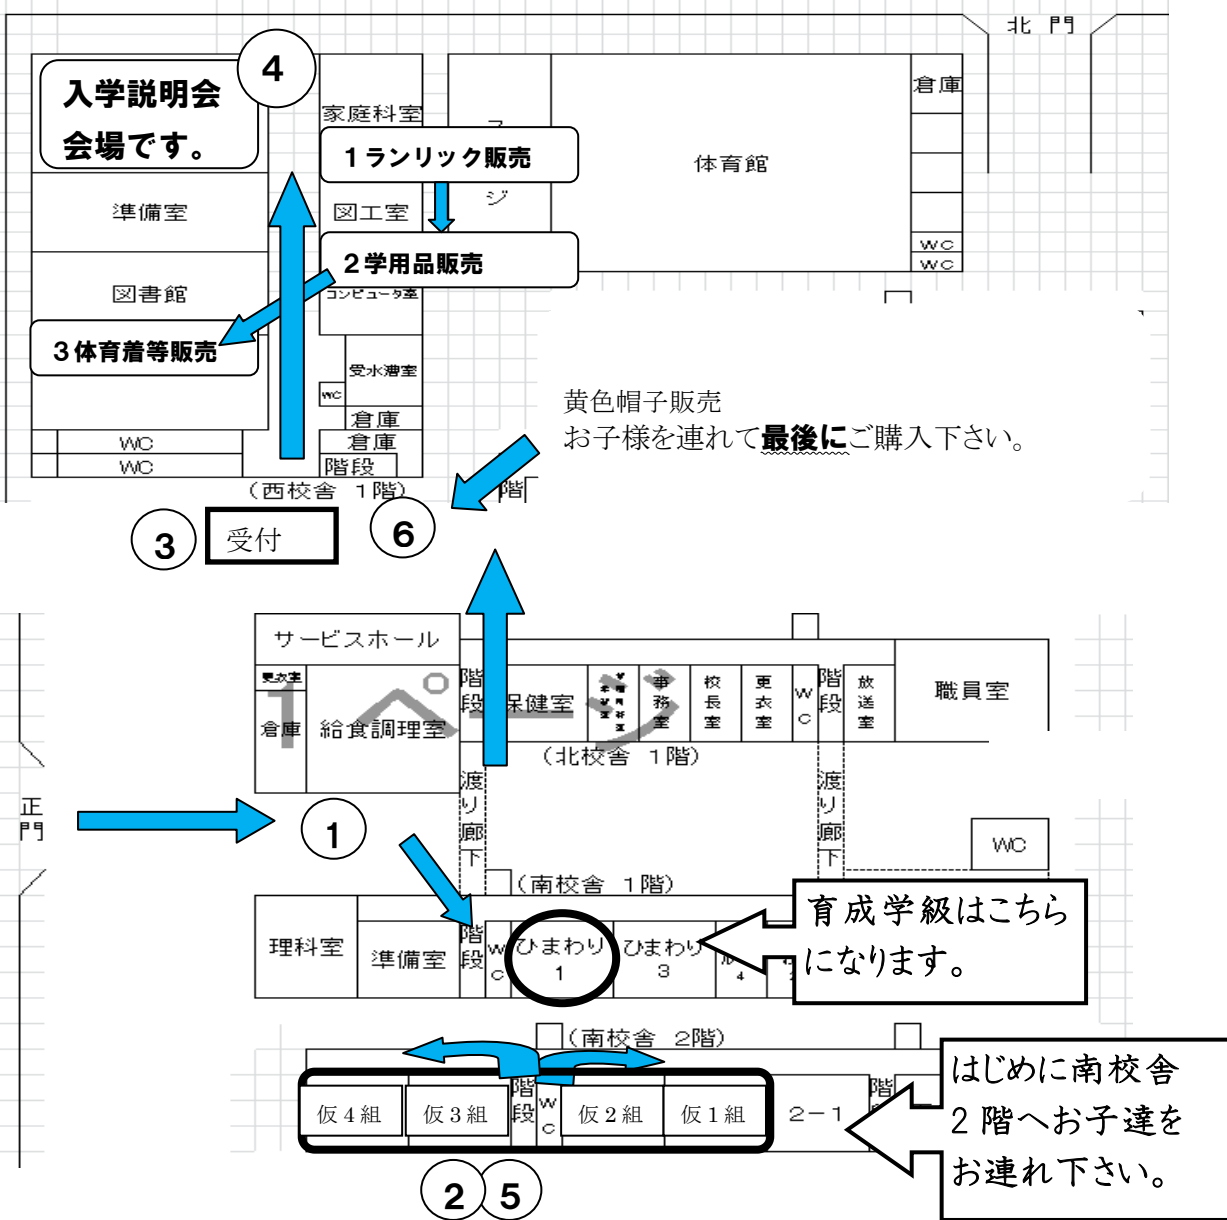 北門
4
入学説明会
会場です。
家庭科室
倉庫
1ランリック販売
体育館
ジ
準備室
図工室
2学用品販売
WC
WC
図書館
コンピュータ室
3体育着等販売
受水漕室
WC
倉庫
黄色帽子販売
お子様を連れて最後にご購入下さい。
WC
倉庫
WC
階段
(西校舎 1階)
階
3
受付
6
サービスホール
更衣室
階段
保健室
事務室
校長室
更衣室
WC
階段
放送室
職員室
倉庫
給食調理室
1ページ
(北校舎 1階)
正門
渡り廊下
渡り廊下
1
WC
(南校舎 1階)
育成学級はこちら
になります。
理科室
準備室
階段
WC
ひまわり
1
ひまわり
3
4
(南校舎 2階)
はじめに南校舎
2階へお子達を
お連れ下さい。
仮4組
仮3組
階段
WC
仮2組
仮1組
2-1
階
2
5